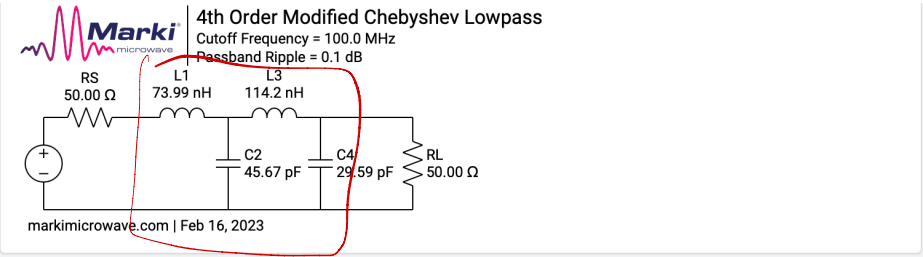 Marki
microwave
4th Order Modified Chebyshev Lowpass
Cutoff Frequency = 100.0 MHz
Passband Ripple = 0.1 dB
RS
50.00 Ω
L1
73.99 nH
L3
114.2 nH
+
−
C2
45.67 pF
C4
29.59 pF
RL
50.00 Ω
markimicrowave.com | Feb 16, 2023